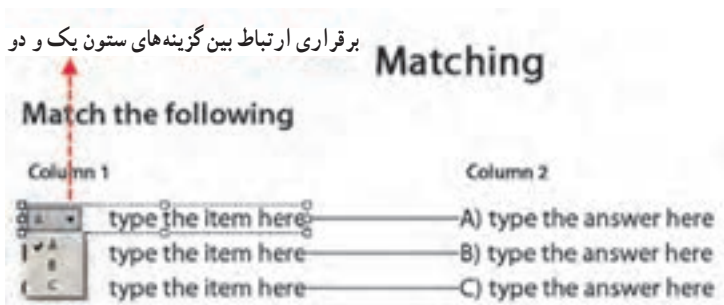 برقراری ارتباط بین گزینه‌های ستون یک و دو
Matching
Match the following
Column 1 Column 2
A type the item here A) type the answer here
A type the item here B) type the answer here
B
C type the item here C) type the answer here